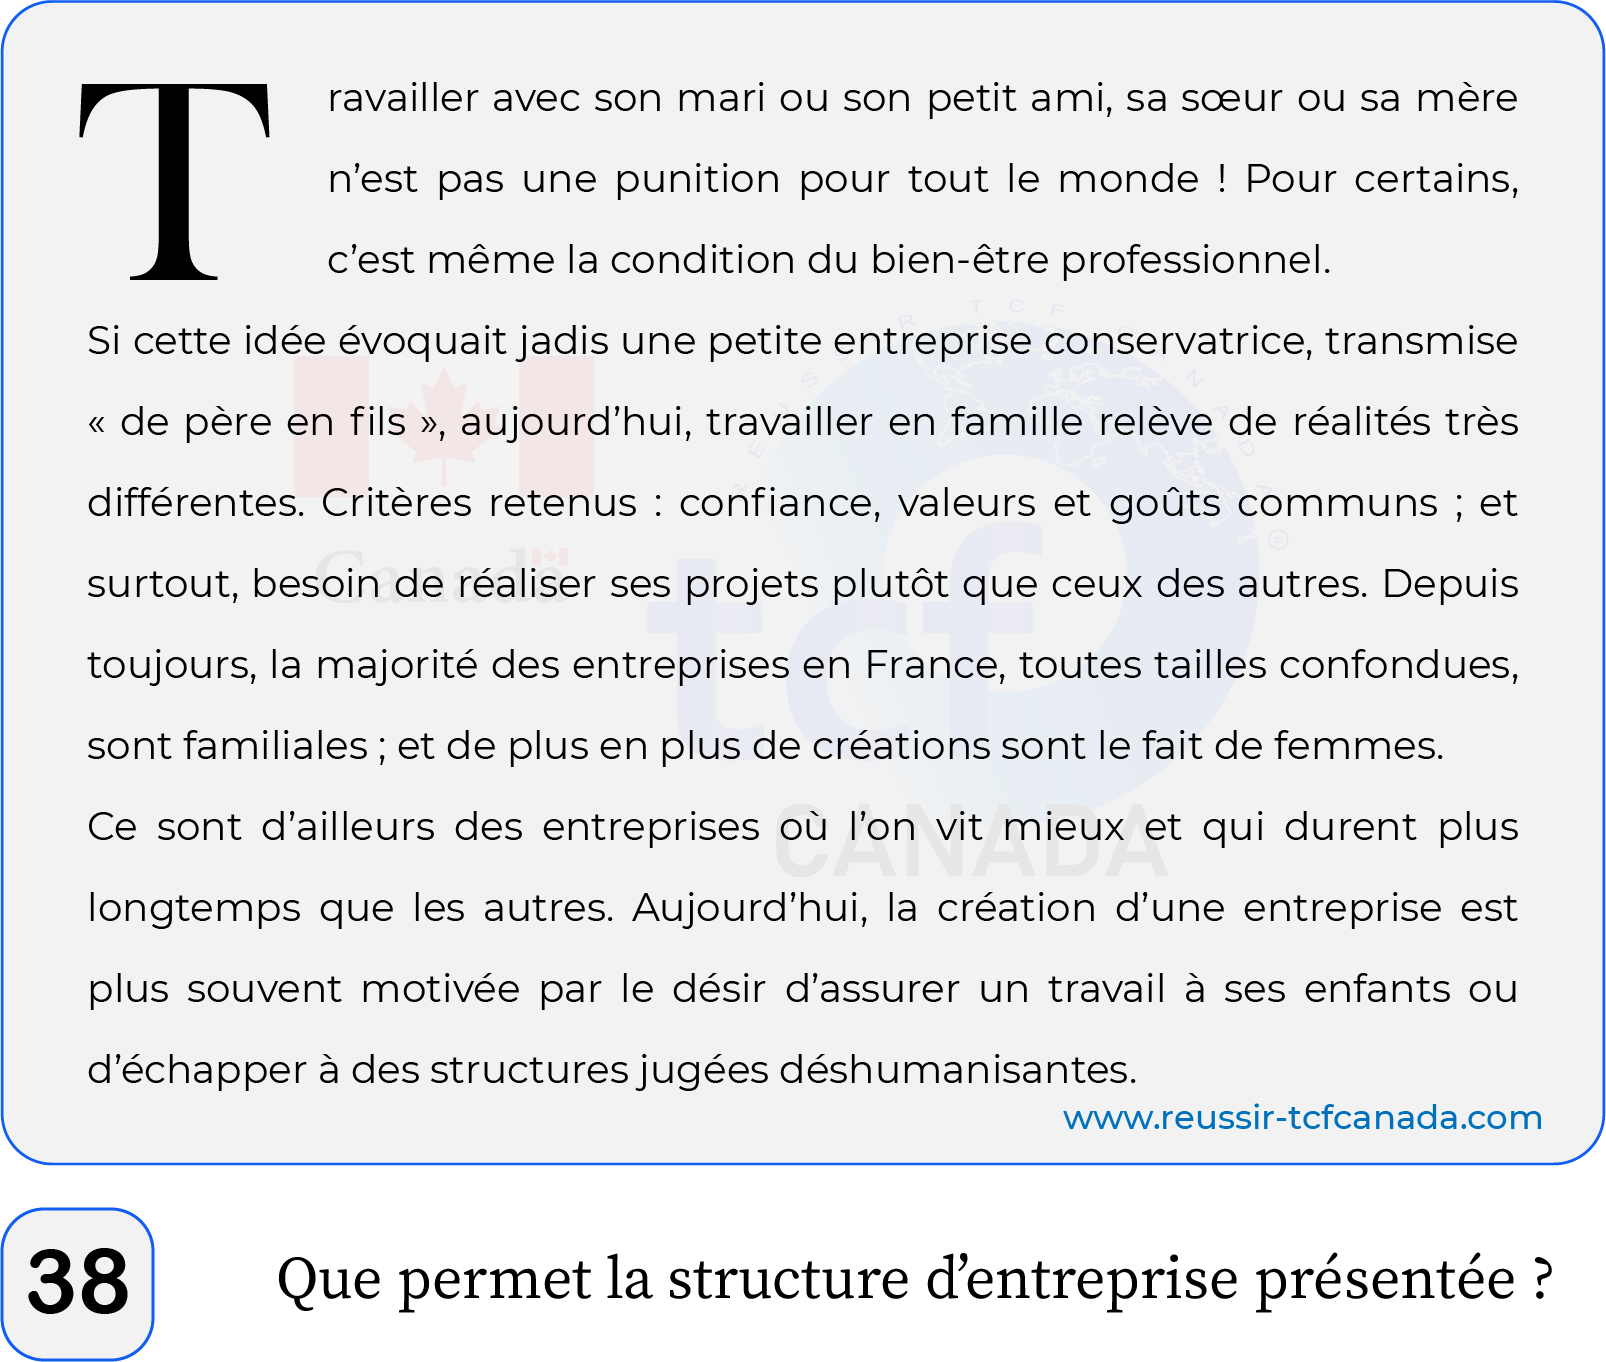 Travailler avec son mari ou son petit ami, sa sœur ou sa mère
n’est pas une punition pour tout le monde ! Pour certains,
c’est même la condition du bien-être professionnel.
Si cette idée évoquait jadis une petite entreprise conservatrice, transmise
« de père en fils », aujourd’hui, travailler en famille relève de réalités très
différentes. Critères retenus : confiance, valeurs et goûts communs ; et
surtout, besoin de réaliser ses projets plutôt que ceux des autres. Depuis
toujours, la majorité des entreprises en France, toutes tailles confondues,
sont familiales ; et de plus en plus de créations sont le fait de femmes.
Ce sont d’ailleurs des entreprises où l’on vit mieux et qui durent plus
longtemps que les autres. Aujourd’hui, la création d’une entreprise est
plus souvent motivée par le désir d’assurer un travail à ses enfants ou
d’échapper à des structures jugées déshumanisantes.
www.reussir-tcfcanada.com
REUSSIR TCF CANADA ®
Canada
tcf
CANADA
38
Que permet la structure d’entreprise présentée ?